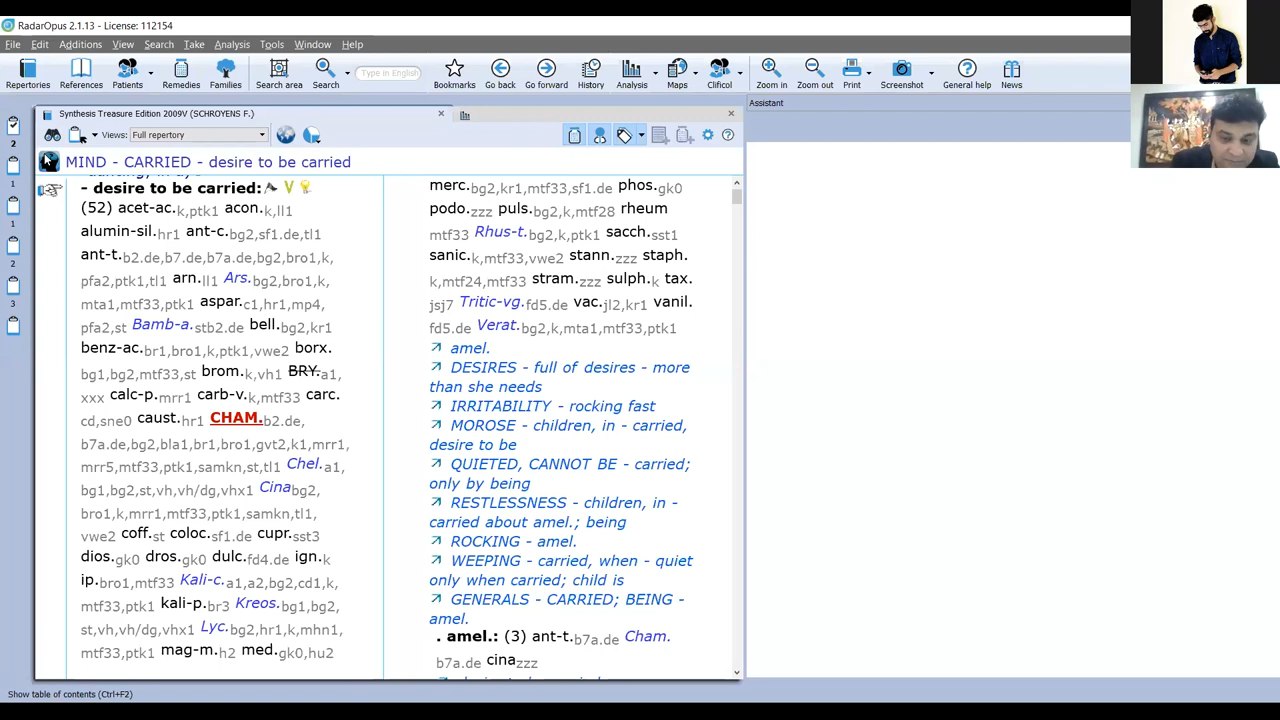 RadarOpus 2.1.13 - License: 112154
File Edit Additions View Search Take Analysis Tools Window Help
Repertories References Patients Remedies Families Search area Search Type in English Bookmarks Go back Go forward History Analysis Maps Clificol Zoom in Zoom out Print Screenshot General help News
Synthesis Treasure Edition 2009V (SCHROYENS F.)
Assistant
Views: Full repertory
2
1
1
2
3
MIND - CARRIED - desire to be carried
- desire to be carried: V
(52) acet-ac.k,ptk1 acon.k,ll1
alumin-sil.hr1 ant-c.bg2,sf1.de,tl1
ant-t.b2.de,b7.de,b7a.de,bg2,bro1,k,
pfa2,ptk1,tl1 arn.ll1 Ars.bg2,bro1,k,
mta1,mtf33,ptk1 aspar.c1,hr1,mp4,
pfa2,st Bamb-a.stb2.de bell.bg2,kr1
benz-ac.br1,bro1,k,ptk1,vwe2 borx.
bg1,bg2,mtf33,st brom.k,vh1 BRY.a1,
xxx calc-p.mrr1 carb-v.k,mtf33 carc.
cd,sne0 caust.hr1 CHAM.b2.de,
b7a.de,bg2,bla1,br1,bro1,gvt2,k1,mrr1,
mrr5,mtf33,ptk1,samkn,st,tl1 Chel.a1,
bg1,bg2,st,vh,vh/dg,vhx1 Cinabg2,
bro1,k,mrr1,mtf33,ptk1,samkn,tl1,
vwe2 coff.st coloc.sf1.de cupr.sst3
dios.gk0 dros.gk0 dulc.fd4.de ign.k
ip.bro1,mtf33 Kali-c.a1,a2,bg2,cd1,k,
mtf33,ptk1 kali-p.br3 Kreos.bg1,bg2,
st,vh,vh/dg,vhx1 Lyc.bg2,hr1,k,mhn1,
mtf33,ptk1 mag-m.h2 med.gk0,hu2
merc.bg2,kr1,mtf33,sf1.de phos.gk0
podo.zzz puls.bg2,k,mtf28 rheum
mtf33 Rhus-t.bg2,k,ptk1 sacch.sst1
sanic.k,mtf33,vwe2 stann.zzz staph.
k,mtf24,mtf33 stram.zzz sulph.k tax.
jsj7 Tritic-vg.fd5.de vac.jl2,kr1 vanil.
fd5.de Verat.bg2,k,mta1,mtf33,ptk1
amel.
DESIRES - full of desires - more
than she needs
IRRITABILITY - rocking fast
MOROSE - children, in - carried,
desire to be
QUIETED, CANNOT BE - carried;
only by being
RESTLESSNESS - children, in -
carried about amel.; being
ROCKING - amel.
WEEPING - carried, when - quiet
only when carried; child is
GENERALS - CARRIED; BEING -
amel.
. amel.: (3) ant-t.b7a.de Cham.
b7a.de cinazzz
Show table of contents (Ctrl+F2)